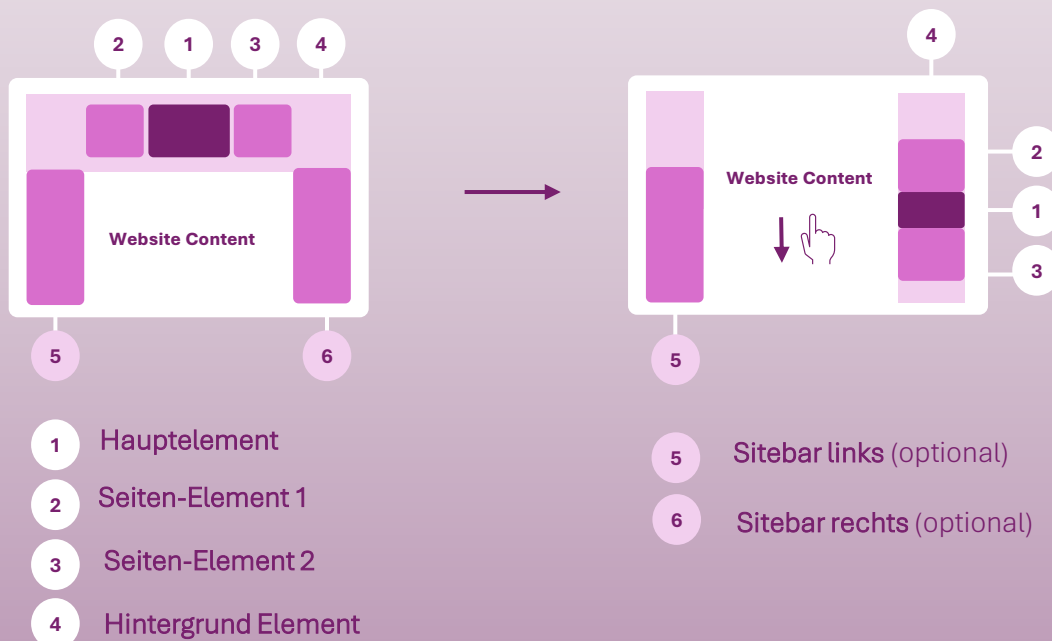 2 1 3 4
Website Content
5 6
4
Website Content
2
1
3
5
1 Hauptelement
2 Seiten-Element 1
3 Seiten-Element 2
4 Hintergrund Element
5 Sitebar links (optional)
6 Sitebar rechts (optional)